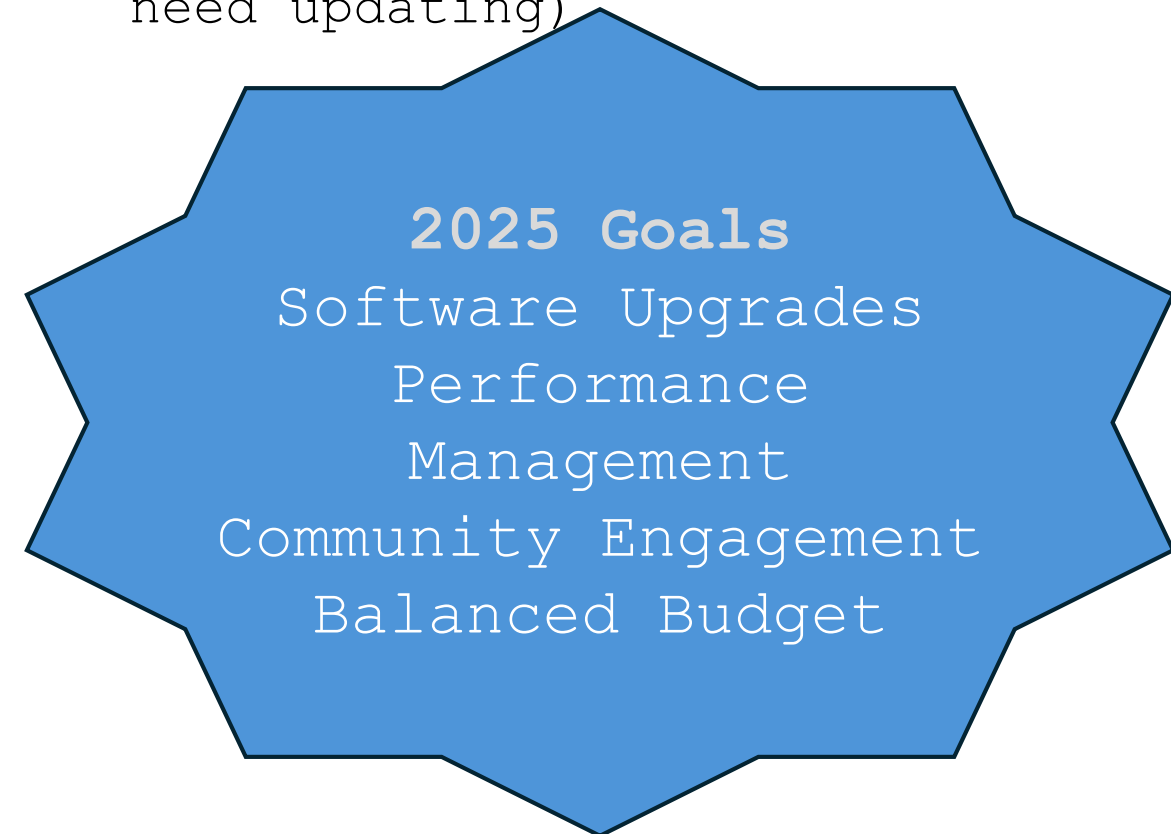 need updating)
2025 Goals
Software Upgrades
Performance
Management
Community Engagement
Balanced Budget